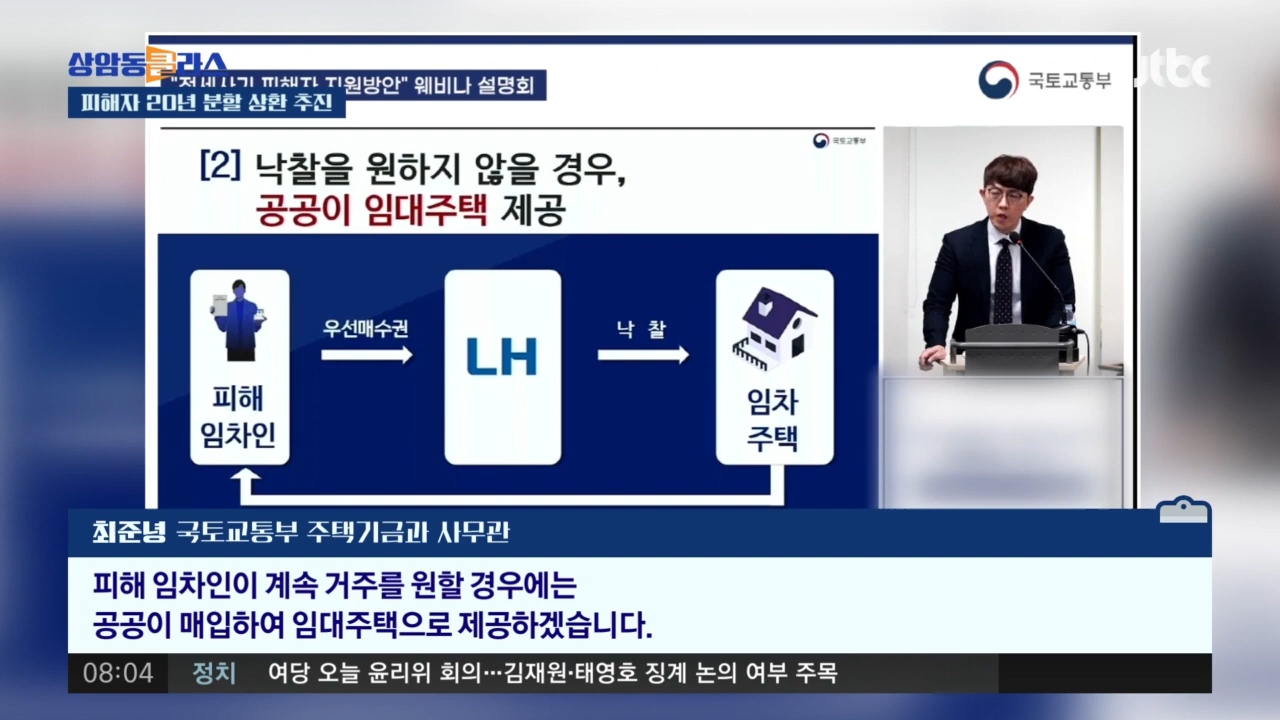 상암동클라스
피해자 20년 분할 상환 추진
"전세사기 피해자 지원방안" 웨비나 설명회
국토교통부
jtbc
국토교통부
[2] 낙찰을 원하지 않을 경우,
공공이 임대주택 제공
피해
임차인
우선매수권
LH
낙 찰
임차
주택
최준녕 국토교통부 주택기금과 사무관
피해 임차인이 계속 거주를 원할 경우에는
공공이 매입하여 임대주택으로 제공하겠습니다.
08:04 정치 여당 오늘 윤리위 회의…김재원·태영호 징계 논의 여부 주목